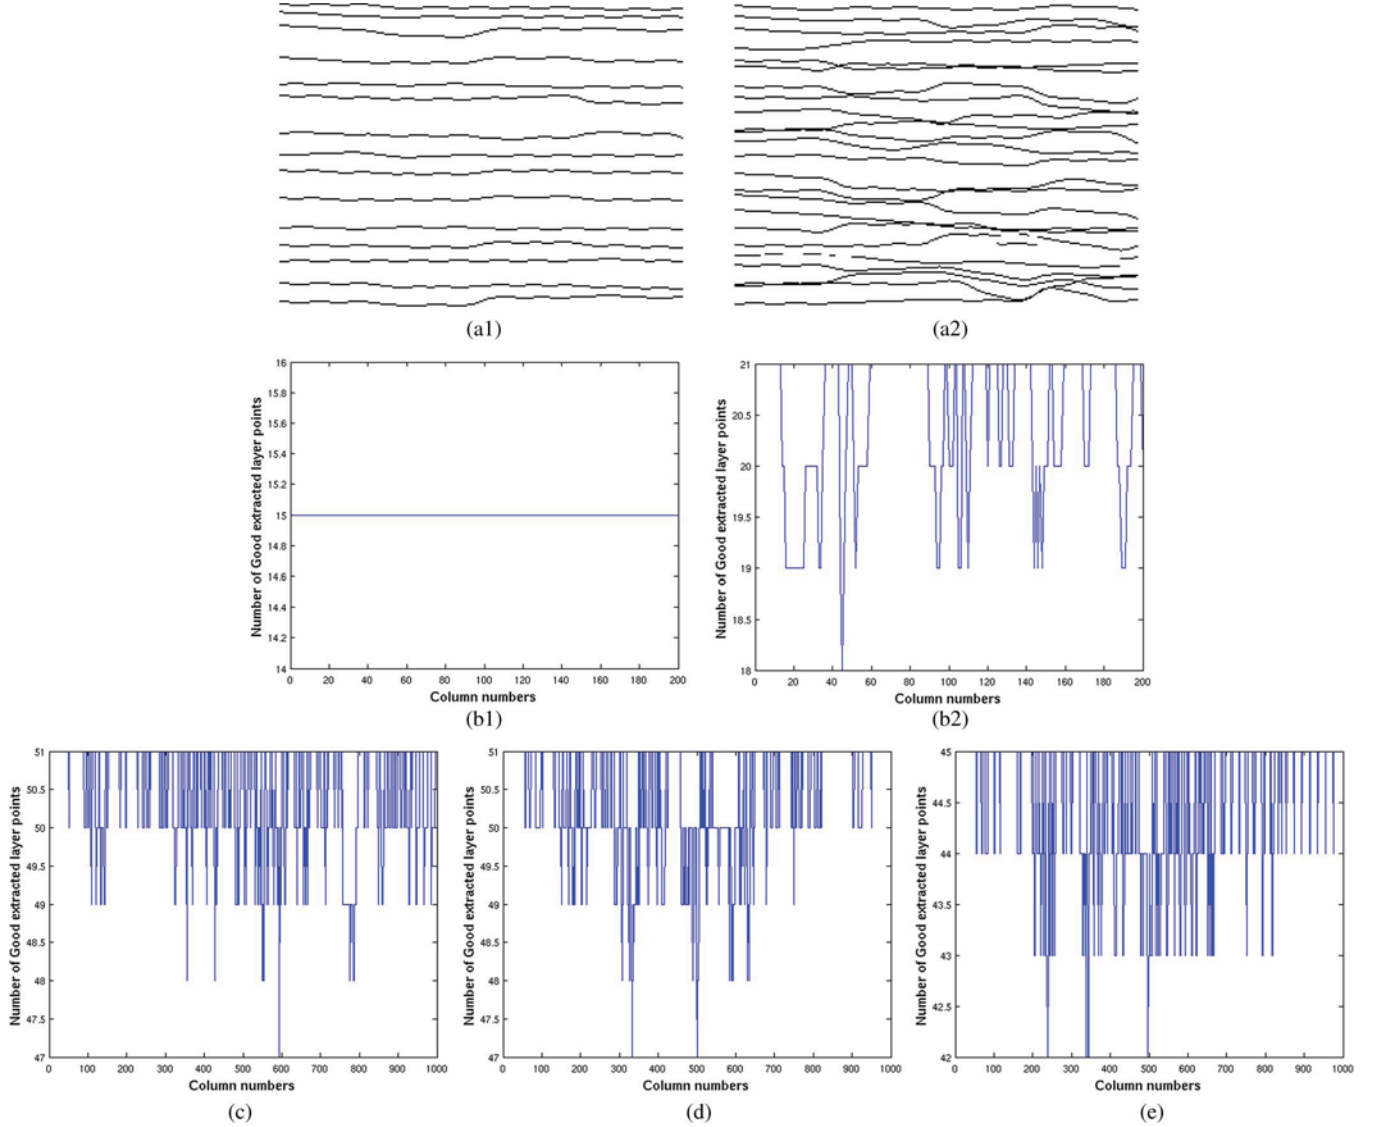 (a1)
(a2)
Number of Good extracted layer points
16
15.8
15.6
15.4
15.2
15
14.8
14.6
14.4
14.2
14
0 20 40 60 80 100 120 140 160 180 200
Column numbers
(b1)
Number of Good extracted layer points
21
20.5
20
19.5
19
18.5
18
0 20 40 60 80 100 120 140 160 180 200
Column numbers
(b2)
Number of Good extracted layer points
51
50.5
50
49.5
49
48.5
48
47.5
47
0 100 200 300 400 500 600 700 800 900 1000
Column numbers
(c)
Number of Good extracted layer points
51
50.5
50
49.5
49
48.5
48
47.5
47
0 100 200 300 400 500 600 700 800 900 1000
Column numbers
(d)
Number of Good extracted layer points
45
44.5
44
43.5
43
42.5
42
0 100 200 300 400 500 600 700 800 900 1000
Column numbers
(e)